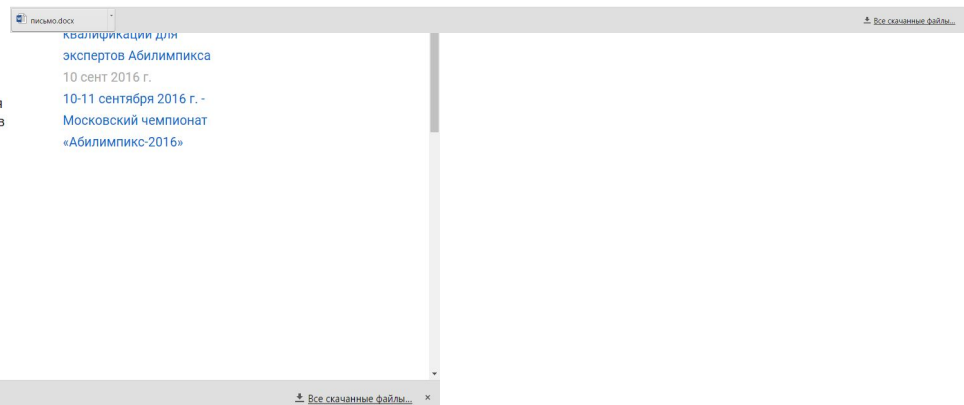 письмо.docx
Все скачанные файлы...
квалификации для
экспертов Абилимпикса
10 сент 2016 г.
я
10-11 сентября 2016 г. -
в
Московский чемпионат
«Абилимпикс-2016»
Все скачанные файлы...